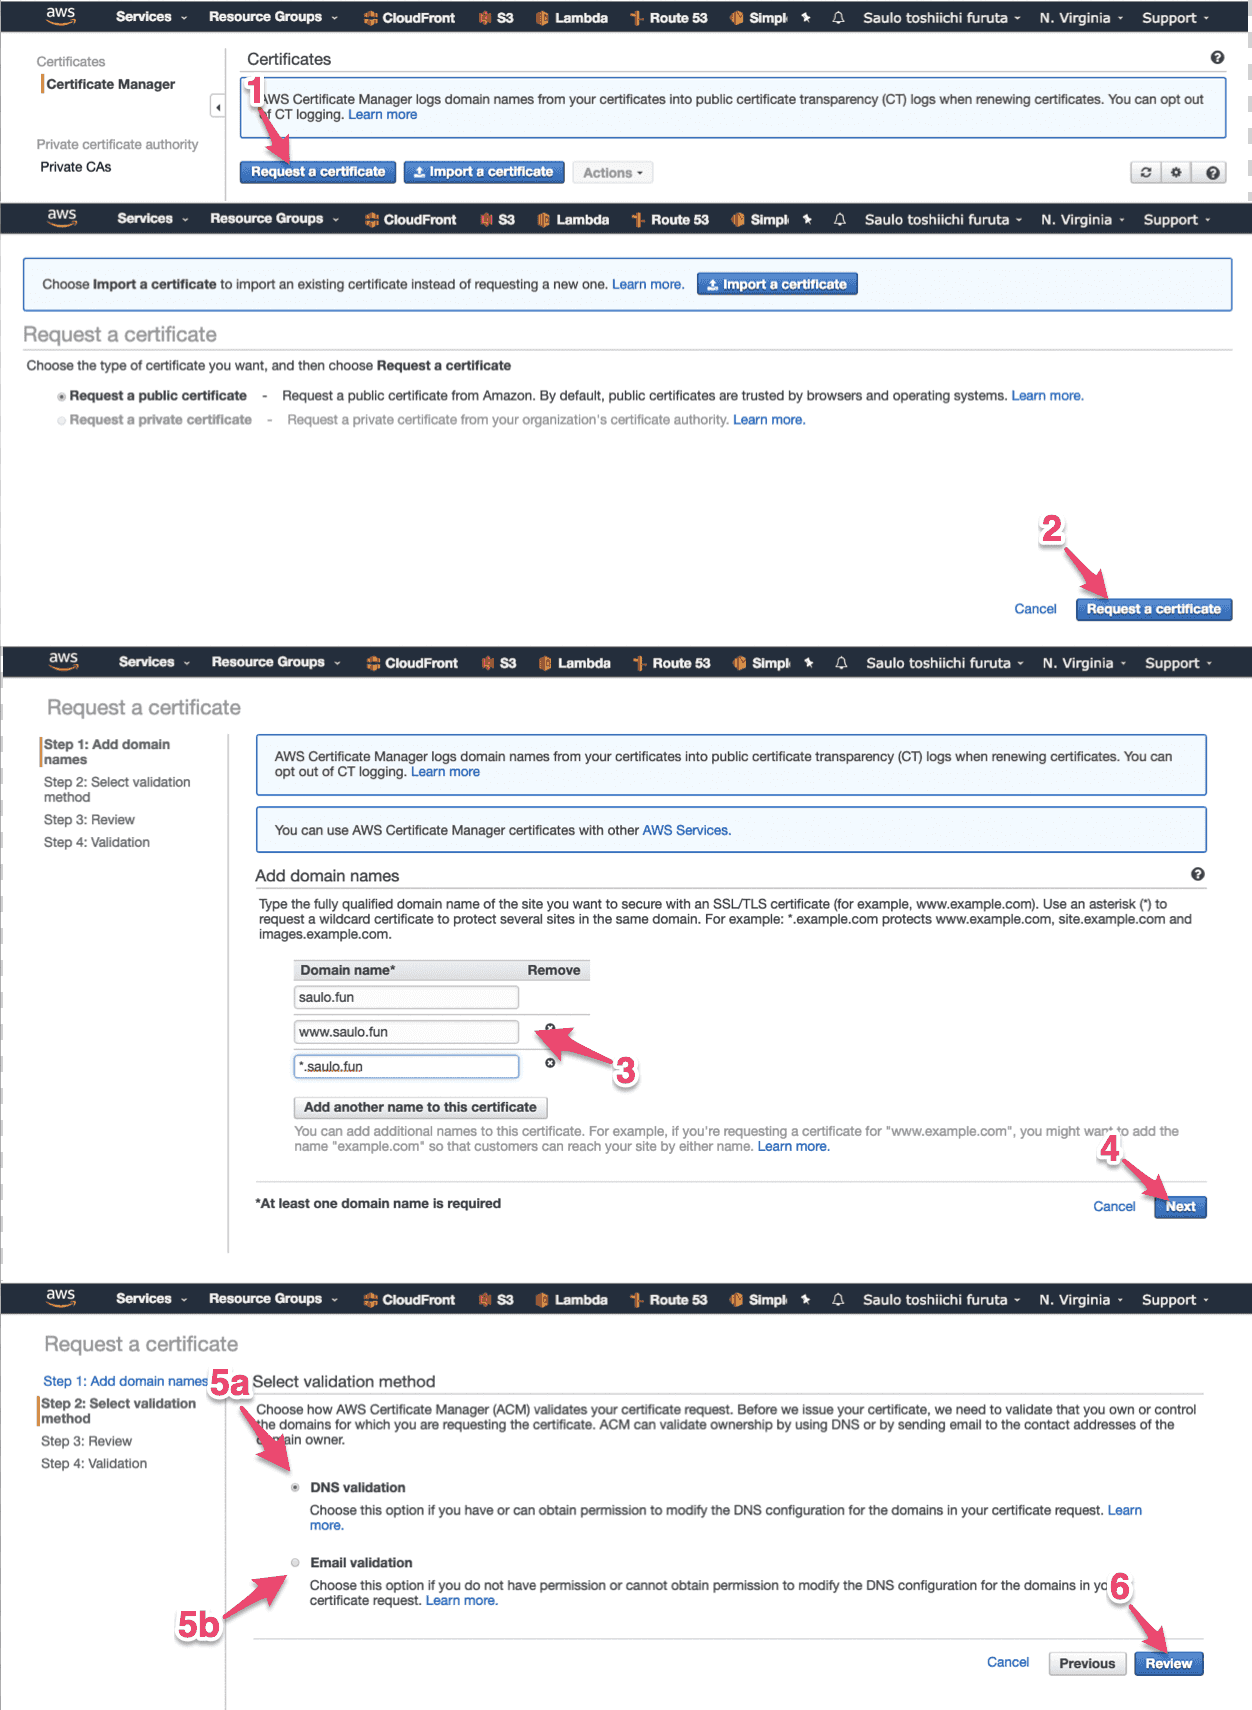 aws Services Resource Groups CloudFront S3 Lambda Route 53 Simpl Saulo toshiichi furuta N. Virginia Support
Certificates
Certificate Manager
Private certificate authority
Private CAs
Certificates
1
AWS Certificate Manager logs domain names from your certificates into public certificate transparency (CT) logs when renewing certificates. You can opt out
of CT logging. Learn more
Request a certificate Import a certificate Actions
aws Services Resource Groups CloudFront S3 Lambda Route 53 Simpl Saulo toshiichi furuta N. Virginia Support
Choose Import a certificate to import an existing certificate instead of requesting a new one. Learn more. Import a certificate
Request a certificate
Choose the type of certificate you want, and then choose Request a certificate
Request a public certificate - Request a public certificate from Amazon. By default, public certificates are trusted by browsers and operating systems. Learn more.
Request a private certificate - Request a private certificate from your organization's certificate authority. Learn more.
2
Cancel Request a certificate
aws Services Resource Groups CloudFront S3 Lambda Route 53 Simpl Saulo toshiichi furuta N. Virginia Support
Request a certificate
Step 1: Add domain
names
Step 2: Select validation
method
Step 3: Review
Step 4: Validation
AWS Certificate Manager logs domain names from your certificates into public certificate transparency (CT) logs when renewing certificates. You can
opt out of CT logging. Learn more
You can use AWS Certificate Manager certificates with other AWS Services.
Add domain names
Type the fully qualified domain name of the site you want to secure with an SSL/TLS certificate (for example, www.example.com). Use an asterisk (*) to
request a wildcard certificate to protect several sites in the same domain. For example: *.example.com protects www.example.com, site.example.com and
images.example.com.
Domain name* Remove
saulo.fun
www.saulo.fun
*.saulo.fun
3
Add another name to this certificate
You can add additional names to this certificate. For example, if you're requesting a certificate for "www.example.com", you might want to add the
name "example.com" so that customers can reach your site by either name. Learn more.
4
*At least one domain name is required
Cancel Next
aws Services Resource Groups CloudFront S3 Lambda Route 53 Simpl Saulo toshiichi furuta N. Virginia Support
Request a certificate
Step 1: Add domain names
Step 2: Select validation
method
Step 3: Review
Step 4: Validation
5a
Select validation method
Choose how AWS Certificate Manager (ACM) validates your certificate request. Before we issue your certificate, we need to validate that you own or control
the domains for which you are requesting the certificate. ACM can validate ownership by using DNS or by sending email to the contact addresses of the
domain owner.
DNS validation
Choose this option if you have or can obtain permission to modify the DNS configuration for the domains in your certificate request. Learn
more.
Email validation
Choose this option if you do not have permission or cannot obtain permission to modify the DNS configuration for the domains in your
certificate request. Learn more.
5b
6
Cancel Previous Review